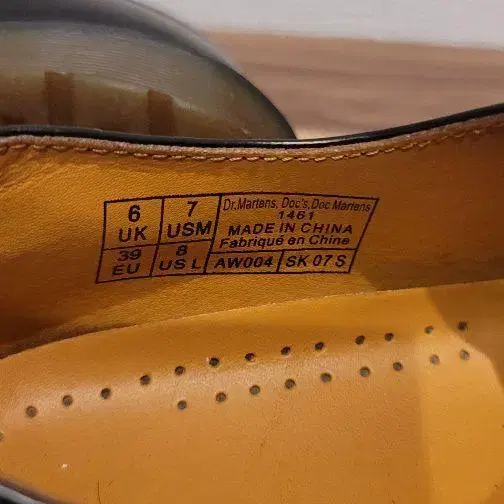 6 UK
7 USM
39 EU
8 US L
Dr.Martens, Doc's, Doc Martens
1461
MADE IN CHINA
Fabriqué en Chine
AW004 SK 07 S